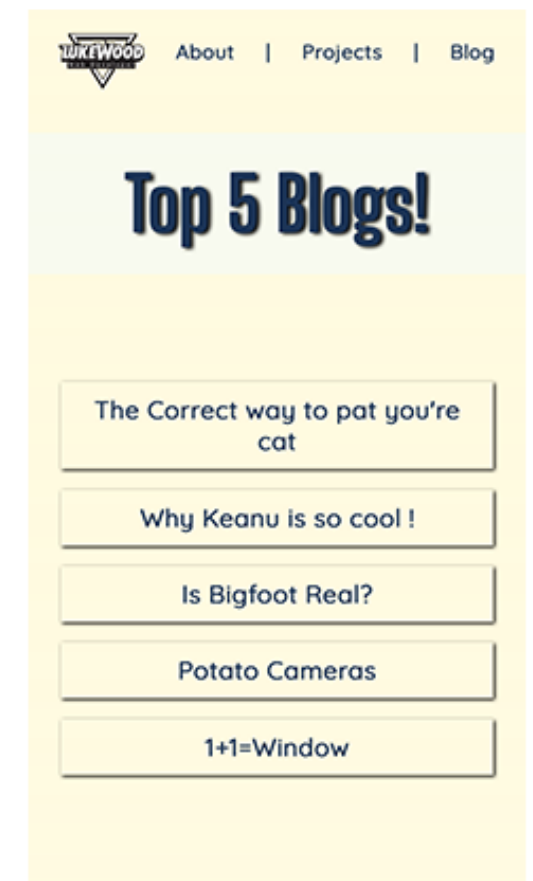 LUKEWOOD
About | Projects | Blog
Top 5 Blogs!
The Correct way to pat you're
cat
Why Keanu is so cool !
Is Bigfoot Real?
Potato Cameras
1+1=Window